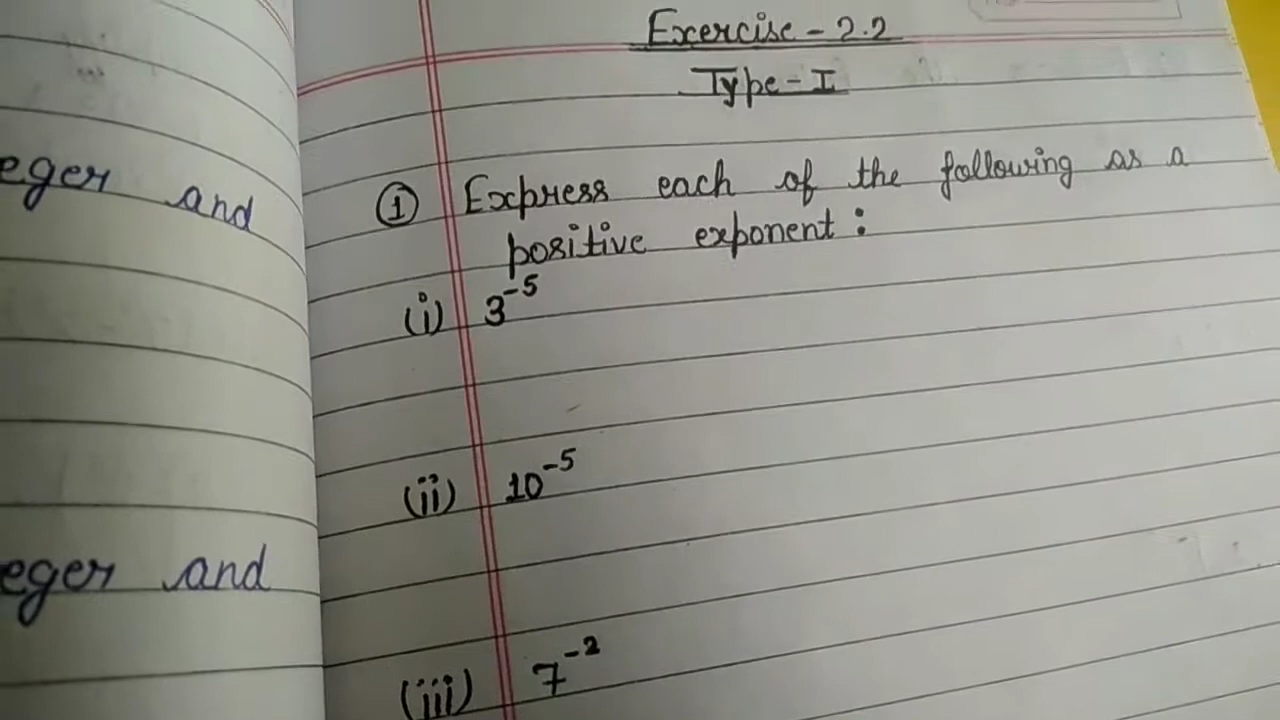 eger and
eger and
Exercise - 2.2
Type - I
① Express each of the following as a
positive exponent :
(i) 3⁻⁵
(ii) 10⁻⁵
(iii) 7⁻²